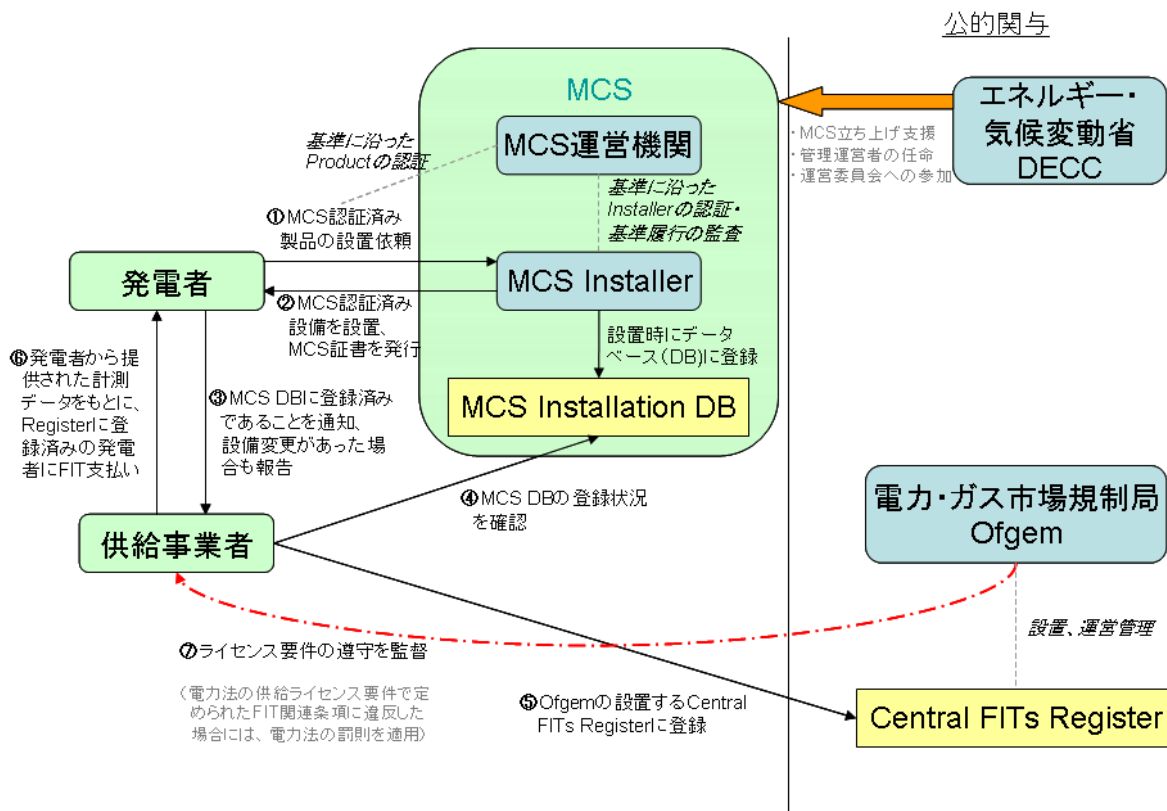 公的関与
MCS
エネルギー・
気候変動省
DECC
MCS運営機関
基準に沿った
Productの認証
・MCS立ち上げ支援
・管理運営者の任命
・運営委員会への参加
基準に沿った
Installerの認証・
基準履行の監査
①MCS認証済み
製品の設置依頼
発電者
MCS Installer
②MCS認証済み
設備を設置、
MCS証書を発行
設置時にデータ
ベース(DB)に登録
⑥発電者から提
供された計測
データをもとに、
Registerに登
録済みの発電
者にFIT支払い
③MCS DBに登録済み
であることを通知、
設備変更があった場
合も報告
MCS Installation DB
④MCS DBの登録状況
を確認
電力・ガス市場規制局
Ofgem
供給事業者
設置、運営管理
⑦ライセンス要件の遵守を監督
(電力法の供給ライセンス要件で定
められたFIT関連条項に違反した
場合には、電力法の罰則を適用)
⑤Ofgemの設置するCentral
FITs Registerに登録
Central FITs Register